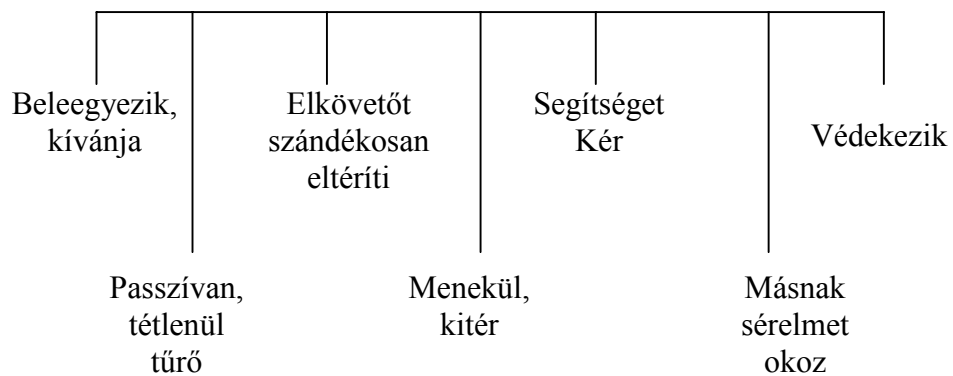 Beleegyezik,
kívánja
Elkövetőt
szándékosan
eltéríti
Segítséget
Kér
Védekezik
Passzívan,
tétlenül
tűrő
Menekül,
kitér
Másnak
sérelmet
okoz